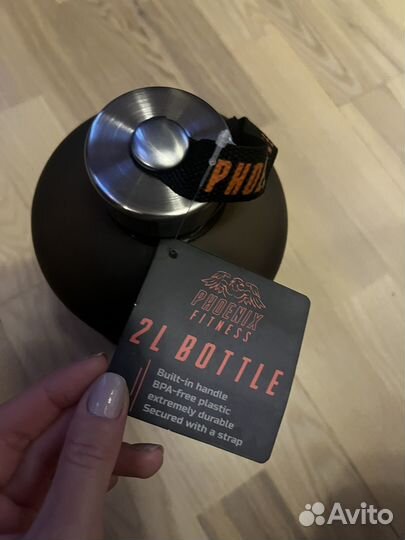 PHOE
PHOENIX
FITNESS
2L BOTTLE
Built-in handle
BPA-free plastic
extremely durable
Secured with a strap
Avito